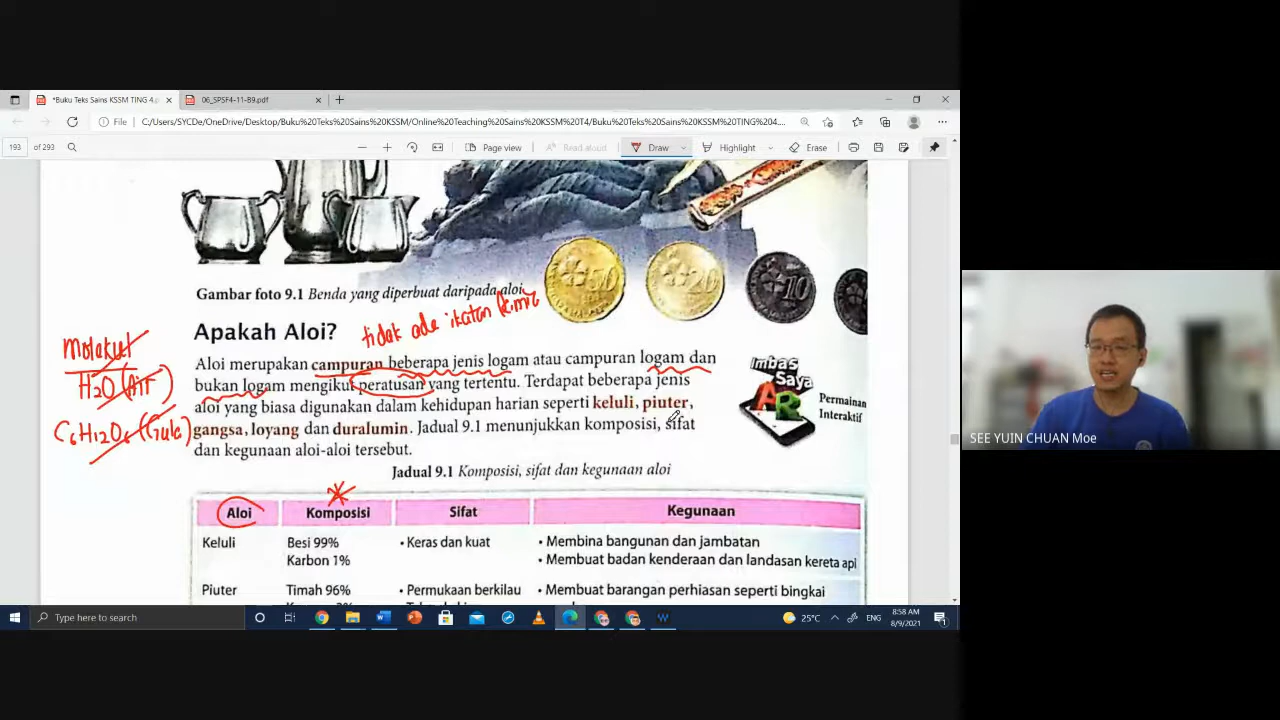 *Buku Teks Sains KSSM TING 4.p
06_SPSF4-11-B9.pdf
File
C:/Users/SYCDe/OneDrive/Desktop/Buku%20Teks%20Sains%20KSSM/Online%20Teaching%20Sains%20KSSM%20T4/Buku%20Teks%20Sains%20KSSM%20TING%204....
193 of 293
Page view
Read aloud
Draw
Highlight
Erase
50
20
10
Gambar foto 9.1 Benda yang diperbuat daripada aloi
tidak ada ikatan kimia
Apakah Aloi?
Molekul
H2O (Air)
C6H12O6 (Gula)
Aloi merupakan campuran beberapa jenis logam atau campuran logam dan
bukan logam mengikut peratusan yang tertentu. Terdapat beberapa jenis
aloi yang biasa digunakan dalam kehidupan harian seperti keluli, piuter,
gangsa, loyang dan duralumin. Jadual 9.1 menunjukkan komposisi, sifat
dan kegunaan aloi-aloi tersebut.
Imbas
Saya
AR
Permainan
Interaktif
Jadual 9.1 Komposisi, sifat dan kegunaan aloi
Aloi Komposisi Sifat Kegunaan
Keluli Besi 99% • Keras dan kuat • Membina bangunan dan jambatan
Karbon 1% • Membuat badan kenderaan dan landasan kereta api
Piuter Timah 96% • Permukaan berkilau • Membuat barangan perhiasan seperti bingkai
SEE YUIN CHUAN Moe
Type here to search
25°C
ENG
8:58 AM
8/9/2021